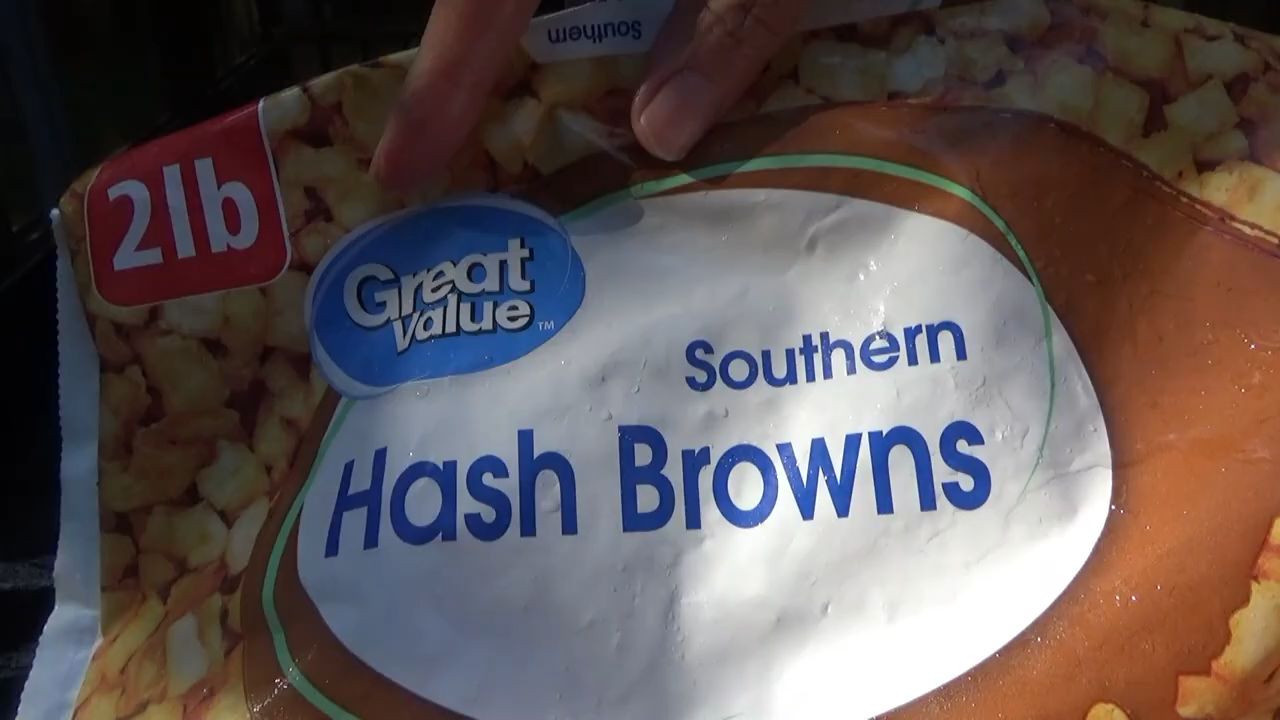 Southern
2lb
Great
Value™
Southern
Hash Browns